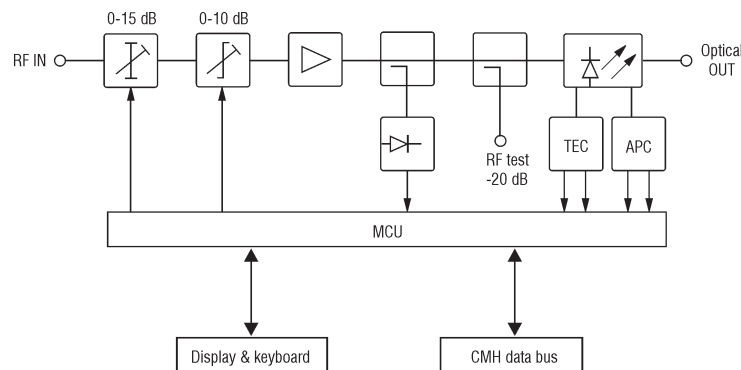 0-15 dB
0-10 dB
RF IN
Optical
OUT
RF test
-20 dB
TEC
APC
MCU
Display & keyboard
CMH data bus